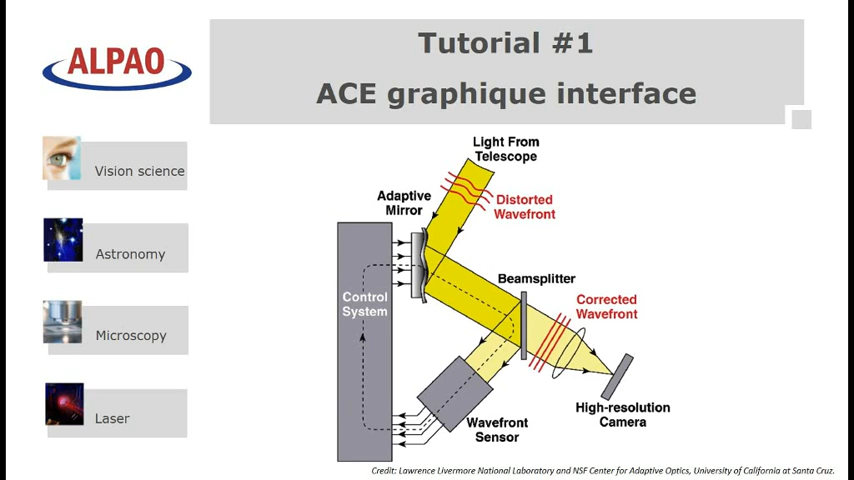 ALPAO
Tutorial #1
ACE graphique interface
Vision science
Astronomy
Microscopy
Laser
Light From
Telescope
Adaptive
Mirror
Distorted
Wavefront
Beamsplitter
Control
System
Corrected
Wavefront
High-resolution
Camera
Wavefront
Sensor
Credit: Lawrence Livermore National Laboratory and NSF Center for Adaptive Optics, University of California at Santa Cruz.